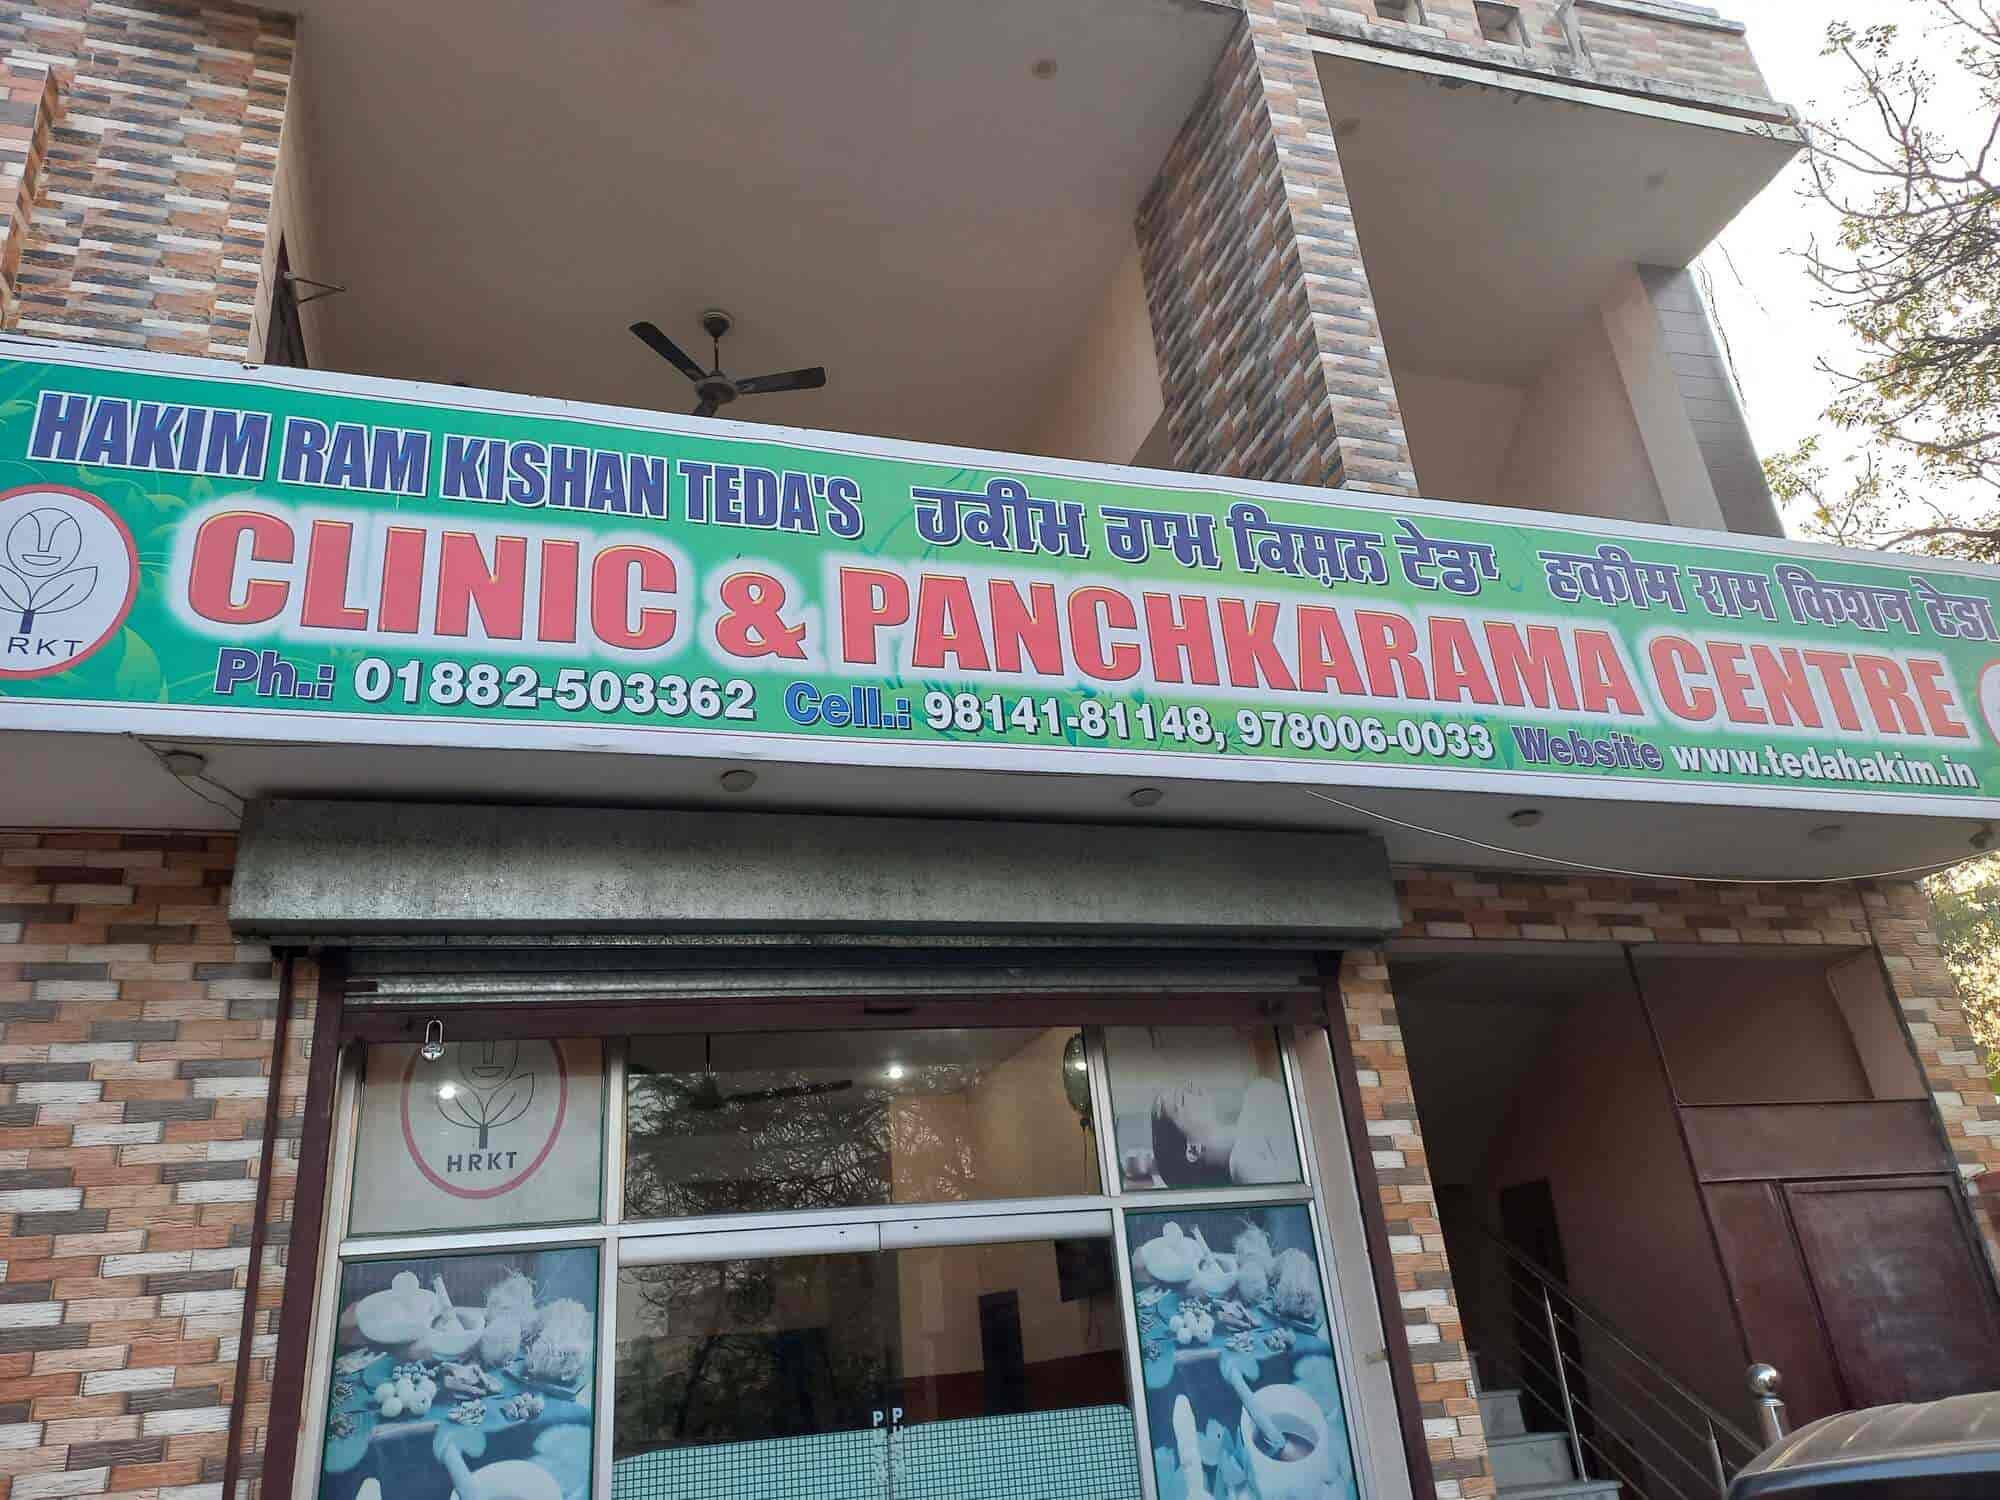 HAKIM RAM KISHAN TEDA'S ਹਕੀਮ ਰਾਮ ਕਿਸ਼ਨ ਟੇਡਾ हकीम राम किशन टेडा
CLINIC & PANCHKARAMA CENTRE
RKT
Ph.: 01882-503362 Cell.: 98141-81148, 978006-0033 Website www.tedahakim.in
HRKT